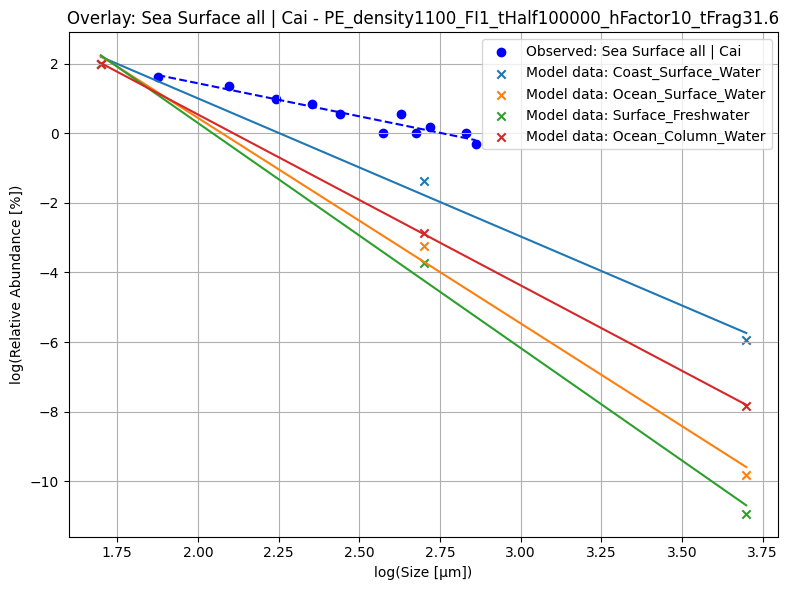 Overlay: Sea Surface all | Cai - PE_density1100_FI1_tHalf100000_hFactor10_tFrag31.6
Observed: Sea Surface all | Cai
Model data: Coast_Surface_Water
Model data: Ocean_Surface_Water
Model data: Surface_Freshwater
Model data: Ocean_Column_Water
log(Relative Abundance [%])
2
0
−2
−4
−6
−8
−10
1.75 2.00 2.25 2.50 2.75 3.00 3.25 3.50 3.75
log(Size [μm])